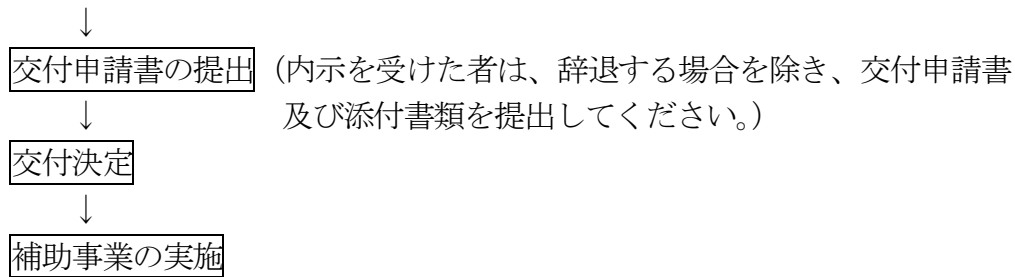 ↓
交付申請書の提出（内示を受けた者は、辞退する場合を除き、交付申請書
↓ 及び添付書類を提出してください。）
交付決定
↓
補助事業の実施